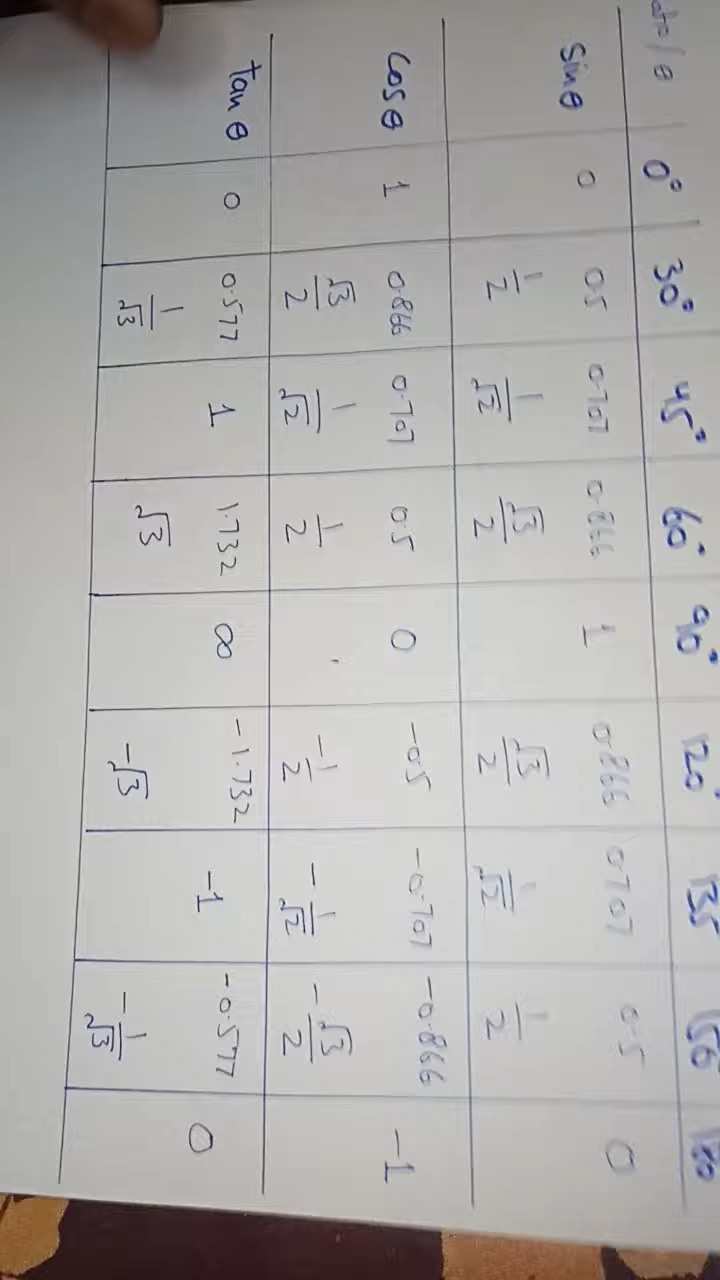 θ 0° 30° 45° 60° 90° 120° 135 150 180
Sinθ 0 0.5 0.707 0.866 1 0.866 0.707 0.5 0
1/2 1/√2 √3/2 √3/2 1/√2 1/2
Cosθ 1 0.866 0.707 0.5 0 -0.5 -0.707 -0.866 -1
√3/2 1/√2 1/2 -1/2 -1/√2 -√3/2
tanθ 0 0.577 1 1.732 ∞ -1.732 -1 -0.577 0
1/√3 √3 -√3 -1/√3